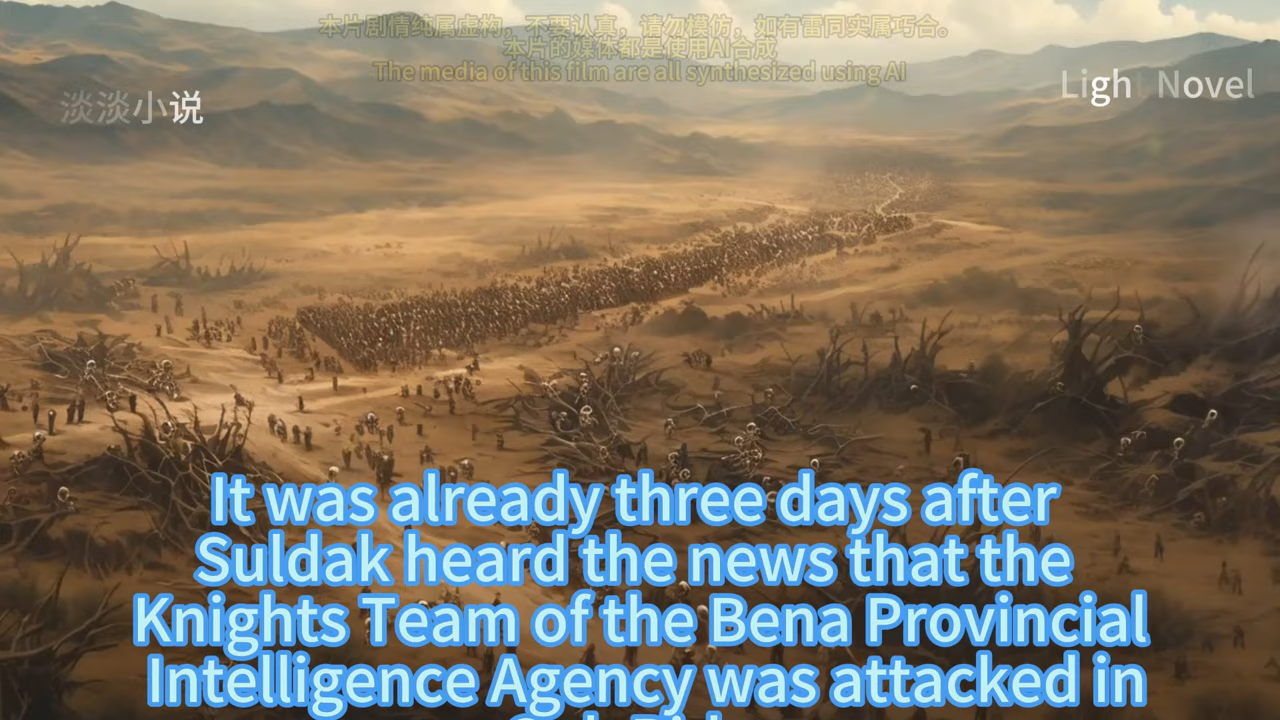 本片剧情纯属虚构，不要认真，请勿模仿，如有雷同实属巧合。
本片的媒体都是使用AI合成
The media of this film are all synthesized using AI
淡淡小说
Light Novel
It was already three days after
Suldak heard the news that the
Knights Team of the Bena Provincial
Intelligence Agency was attacked in